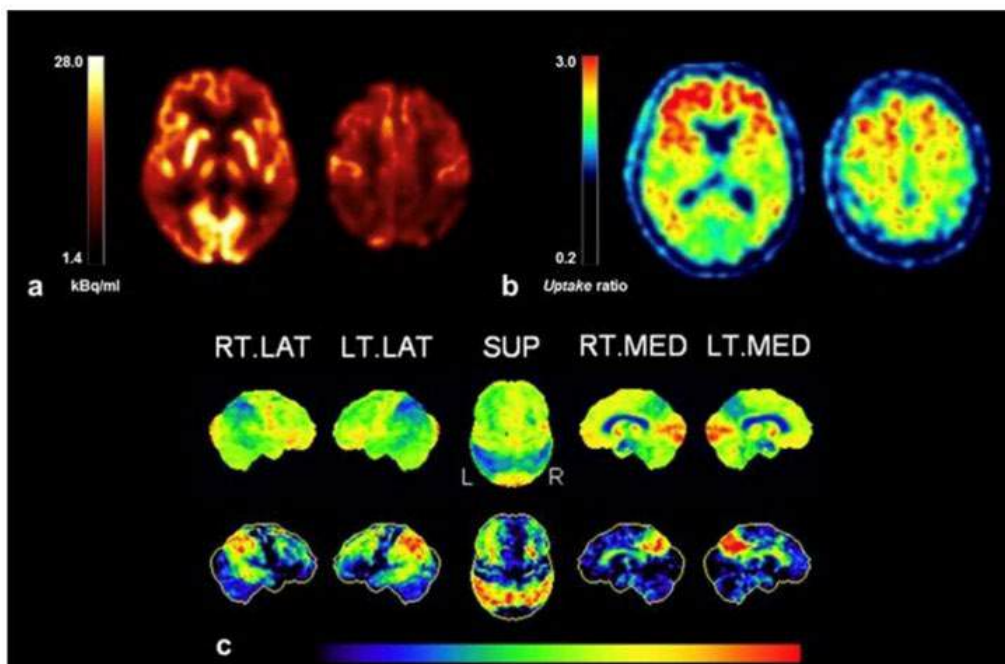 28.0
1.4
a kBq/ml
3.0
0.2
b Uptake ratio
RT.LAT LT.LAT SUP RT.MED LT.MED
L R
c